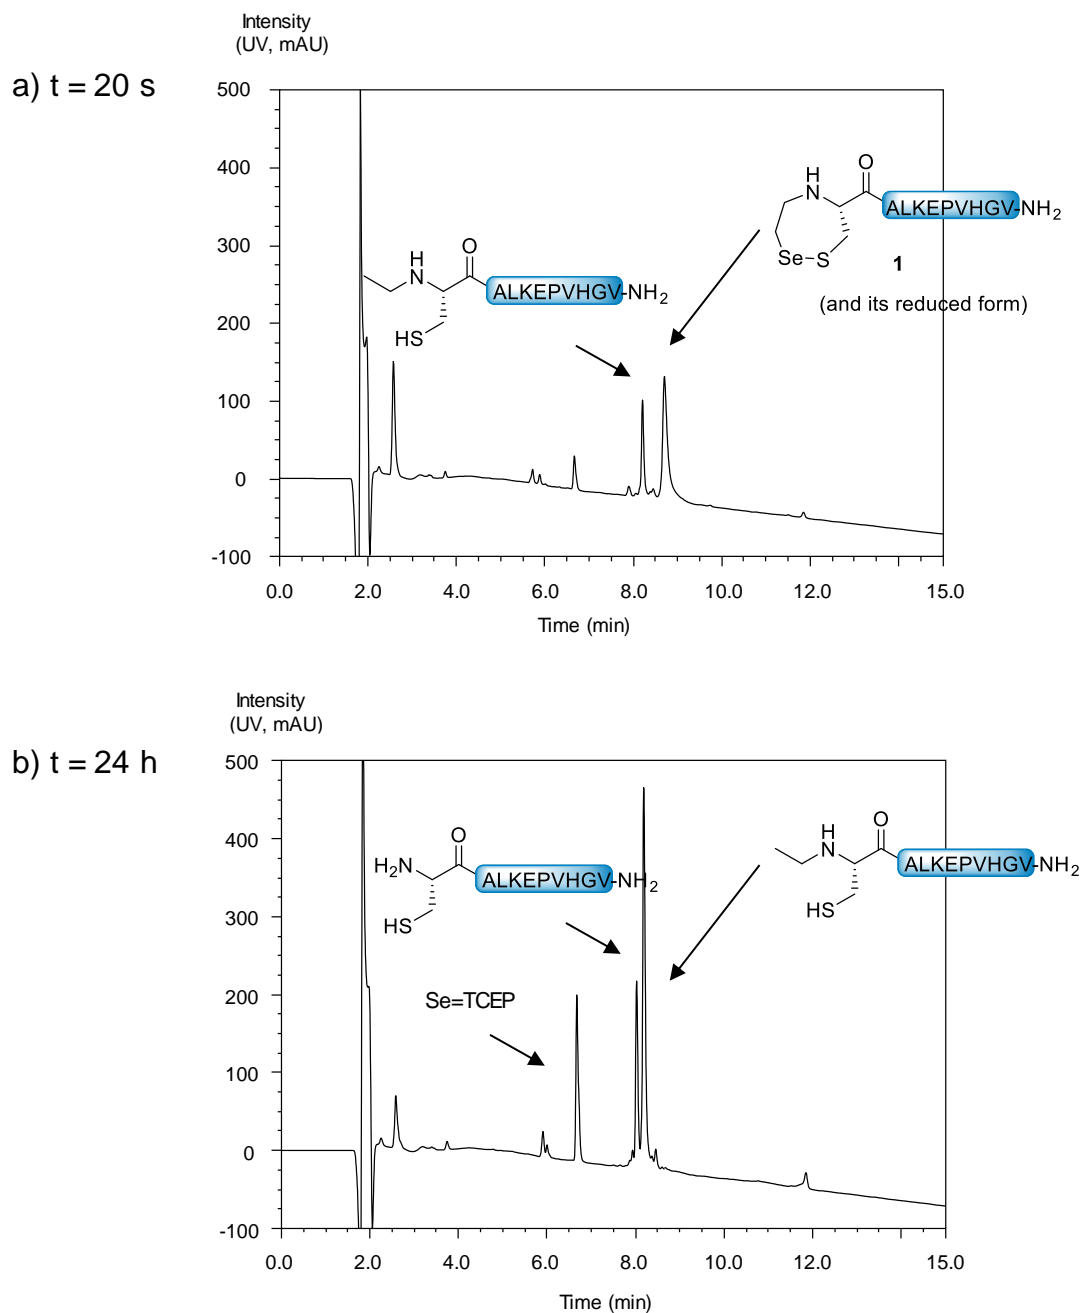 Intensity
(UV, mAU)
a) t = 20 s
500
400
300
200
100
0
-100
O
H
N
ALKEPVHGV-NH2
HS
O
H
N
ALKEPVHGV-NH2
Se-S
1
(and its reduced form)
0.0 2.0 4.0 6.0 8.0 10.0 12.0 15.0
Time (min)
Intensity
(UV, mAU)
b) t = 24 h
500
400
300
200
100
0
-100
O
H2N
ALKEPVHGV-NH2
HS
Se=TCEP
O
H
N
ALKEPVHGV-NH2
HS
0.0 2.0 4.0 6.0 8.0 10.0 12.0 15.0
Time (min)